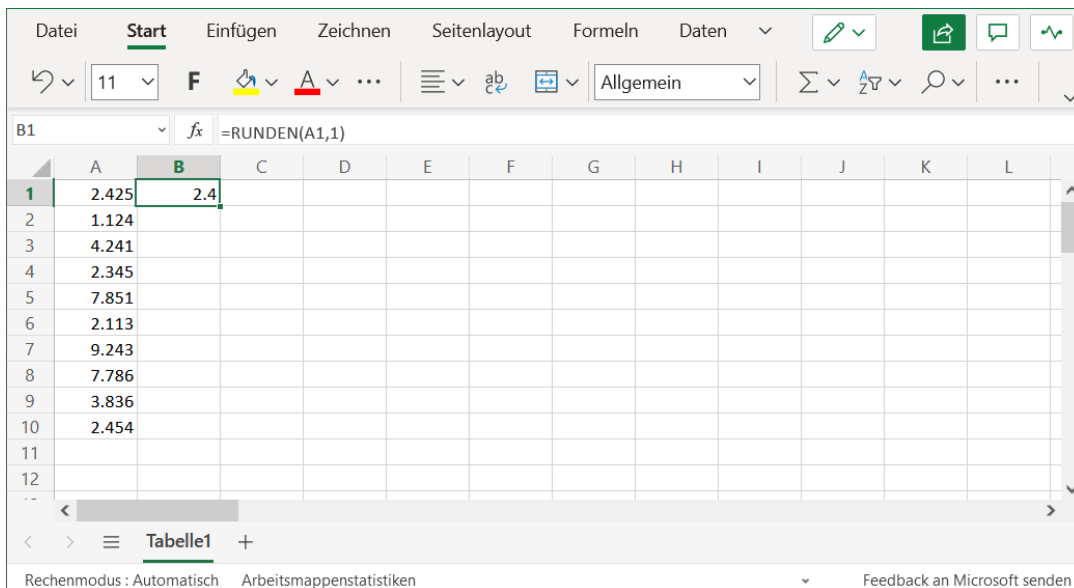 Datei Start Einfügen Zeichnen Seitenlayout Formeln Daten
11 F A ab c Allgemein A Z
B1 fx =RUNDEN(A1,1)
A B C D E F G H I J K L
1 2.425 2.4
2 1.124
3 4.241
4 2.345
5 7.851
6 2.113
7 9.243
8 7.786
9 3.836
10 2.454
11
12
Tabelle1
Rechenmodus : Automatisch Arbeitsmappenstatistiken Feedback an Microsoft senden